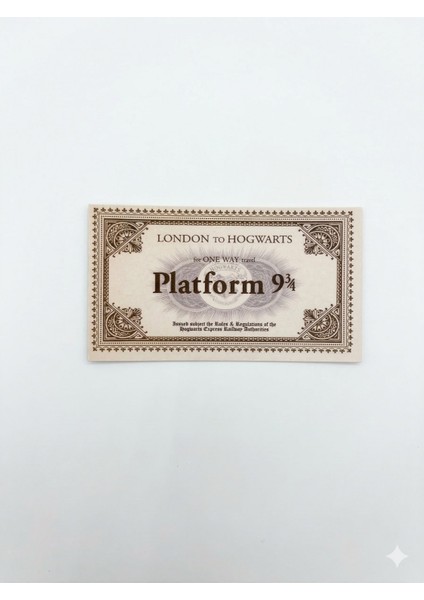 LONDON TO HOGWARTS
for ONE WAY travel
Platform 9¾
Issued subject the Rules & Regulations of the
Hogwarts Express Railway Authorities